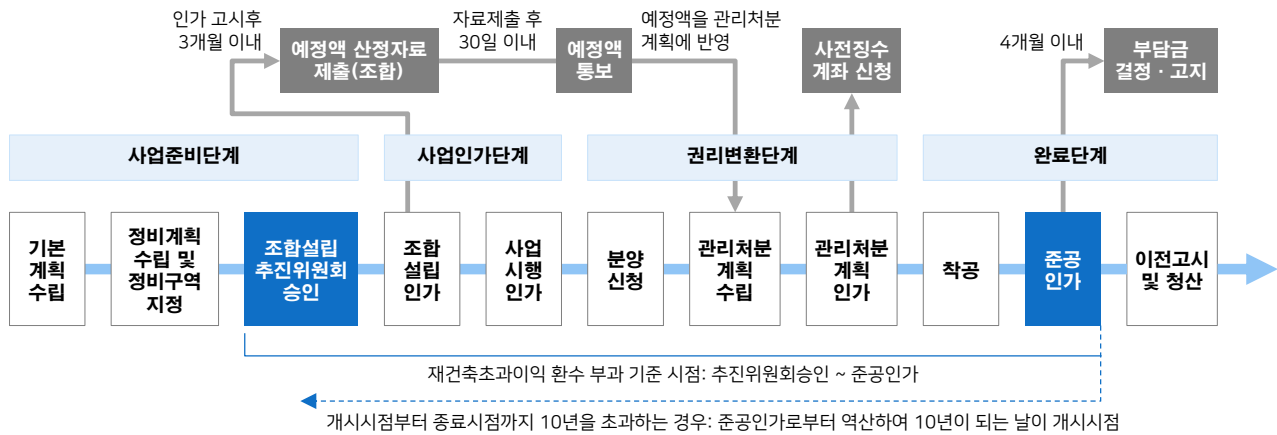 인가 고시후
3개월 이내
예정액 산정자료
제출(조합)
자료제출 후
30일 이내
예정액
통보
예정액을 관리처분
계획에 반영
사전징수
계좌 신청
4개월 이내
부담금
결정 · 고지
사업준비단계
사업인가단계
권리변환단계
완료단계
기본
계획
수립
정비계획
수립 및
정비구역
지정
조합설립
추진위원회
승인
조합
설립
인가
사업
시행
인가
분양
신청
관리처분
계획
수립
관리처분
계획
인가
착공
준공
인가
이전고시
및 청산
재건축초과이익 환수 부과 기준 시점: 추진위원회승인 ~ 준공인가
개시시점부터 종료시점까지 10년을 초과하는 경우: 준공인가로부터 역산하여 10년이 되는 날이 개시시점